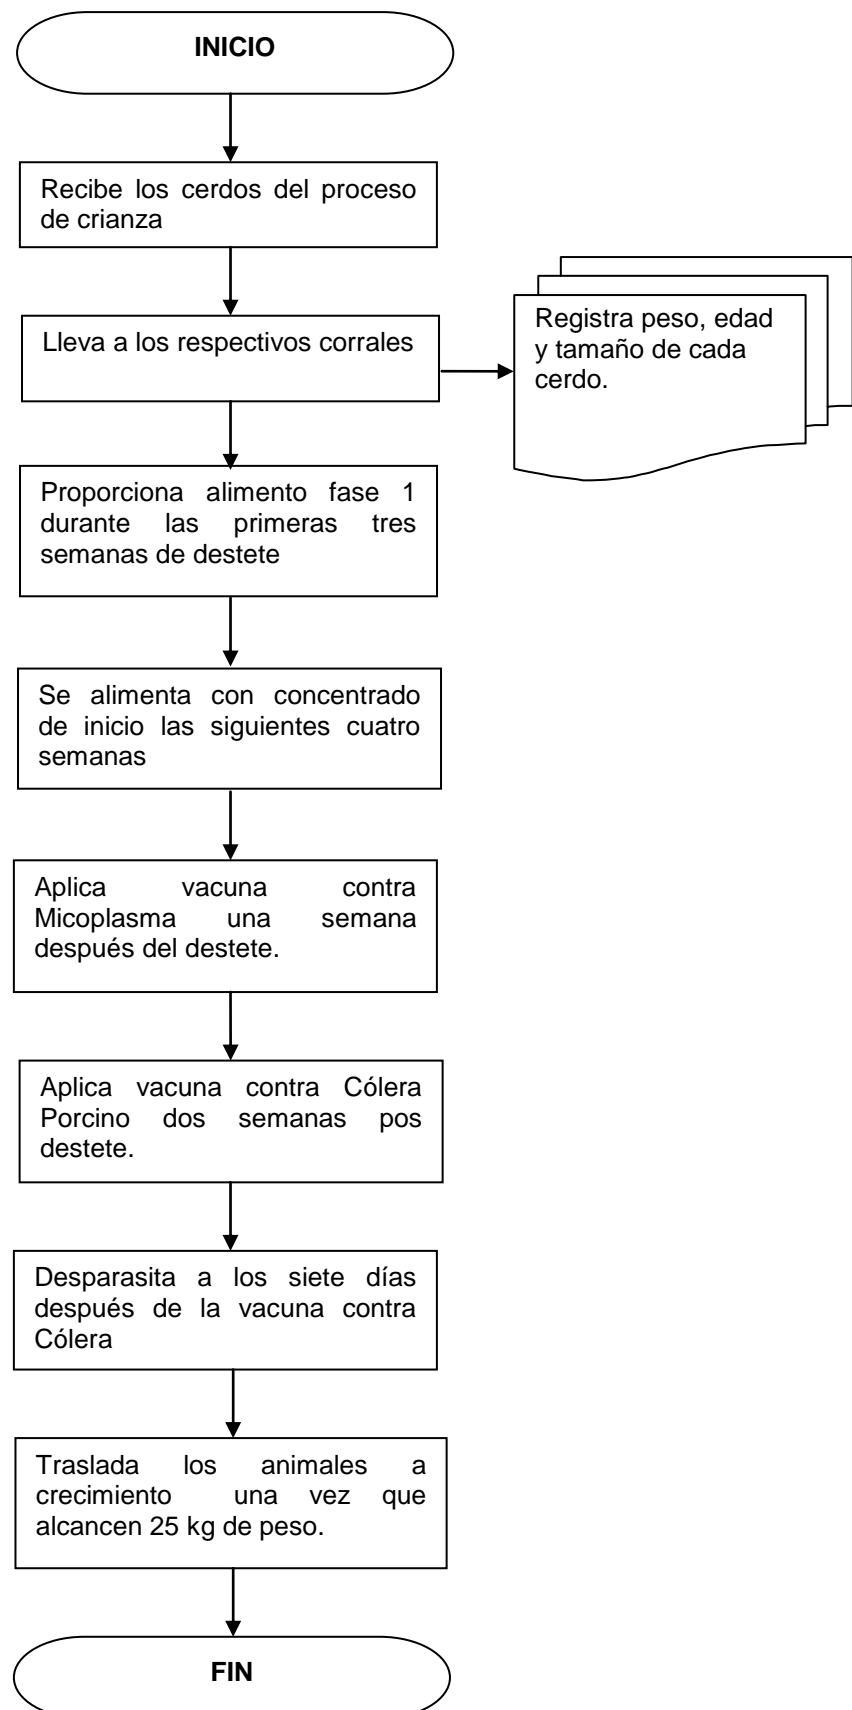 INICIO
Recibe los cerdos del proceso
de crianza
Lleva a los respectivos corrales
Registra peso, edad
y tamaño de cada
cerdo.
Proporciona alimento fase 1
durante las primeras tres
semanas de destete
Se alimenta con concentrado
de inicio las siguientes cuatro
semanas
Aplica vacuna contra
Micoplasma una semana
después del destete.
Aplica vacuna contra Cólera
Porcino dos semanas pos
destete.
Desparasita a los siete días
después de la vacuna contra
Cólera
Traslada los animales a
crecimiento una vez que
alcancen 25 kg de peso.
FIN